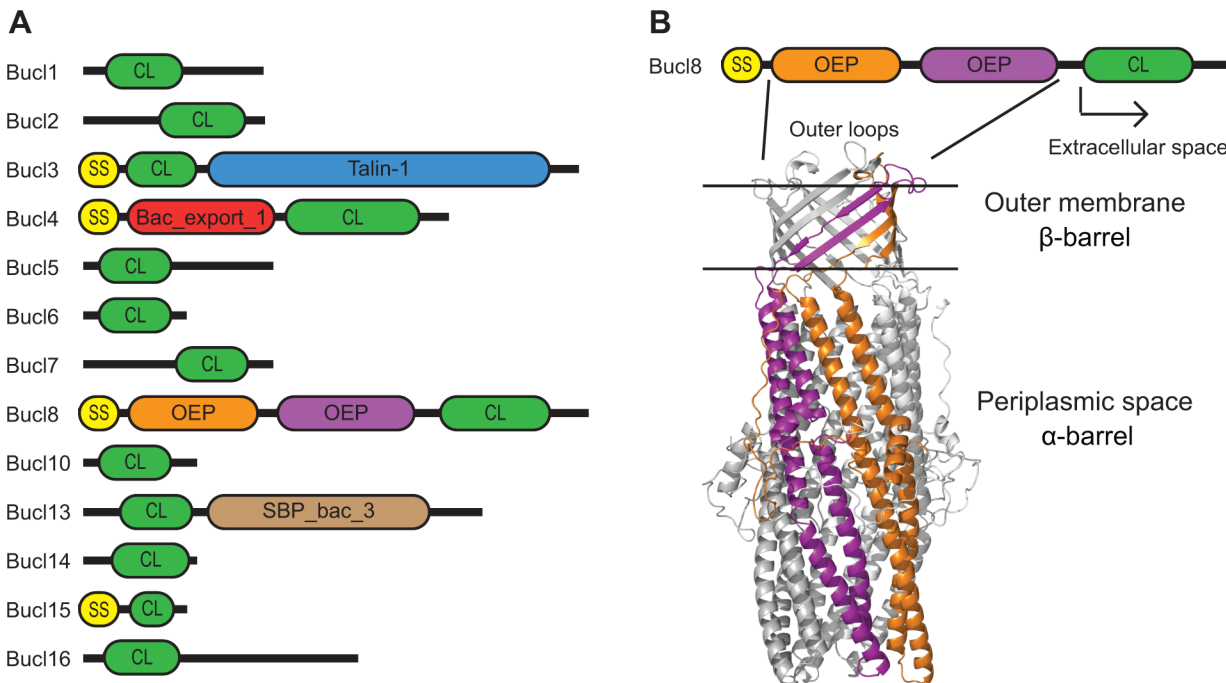 A
Bucl1 CL
Bucl2 CL
Bucl3 SS CL Talin-1
Bucl4 SS Bac_export_1 CL
Bucl5 CL
Bucl6 CL
Bucl7 CL
Bucl8 SS OEP OEP CL
Bucl10 CL
Bucl13 CL SBP_bac_3
Bucl14 CL
Bucl15 SS CL
Bucl16 CL
B
Bucl8 SS OEP OEP CL
Outer loops
Extracellular space
Outer membrane
β-barrel
Periplasmic space
α-barrel